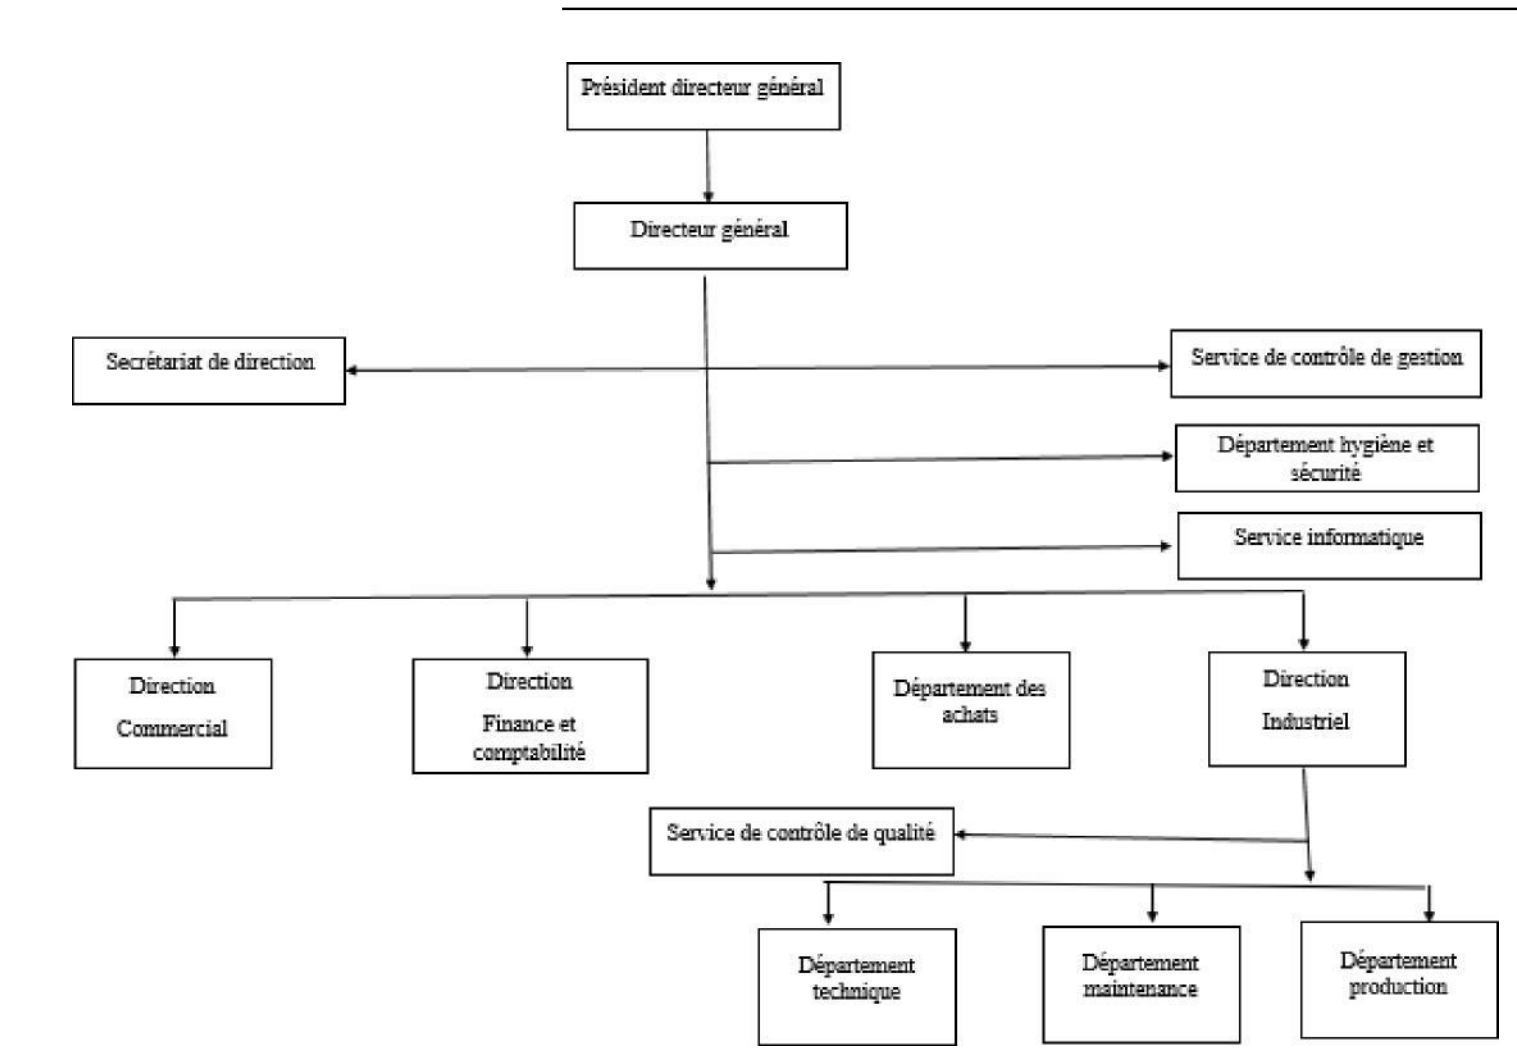 Président directeur général
Directeur général
Secrétariat de direction
Service de contrôle de gestion
Département hygiène et
sécurité
Service informatique
Direction
Commercial
Direction
Finance et
comptabilité
Département des
achats
Direction
Industriel
Service de contrôle de qualité
Département
technique
Département
maintenance
Département
production